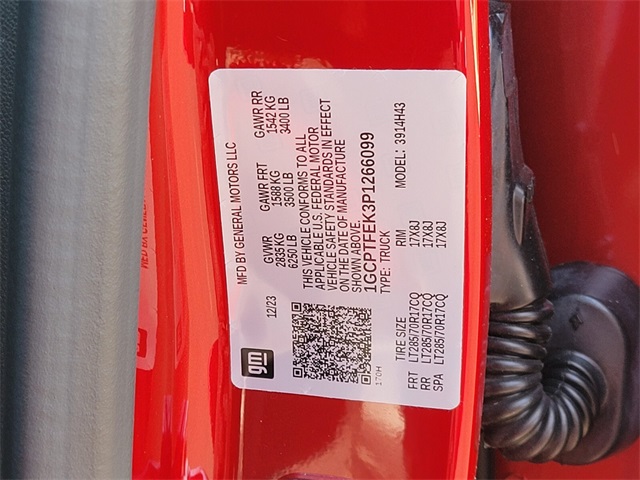 MFD BY GENERAL MOTORS LLC
12/23
GVWR
2835 KG
6250 LB
GAWR FRT
1588 KG
3500 LB
GAWR RR
1542 KG
3400 LB
gm
THIS VEHICLE CONFORMS TO ALL
APPLICABLE U.S. FEDERAL MOTOR
VEHICLE SAFETY STANDARDS IN EFFECT
ON THE DATE OF MANUFACTURE
SHOWN ABOVE.
1GCPTFEK3P1266099
TYPE: TRUCK
MODEL: 3914H43
170H
TIRE SIZE RIM
FRT LT285/70R17CQ 17X8J
RR LT285/70R17CQ 17X8J
SPA LT285/70R17CQ 17X8J